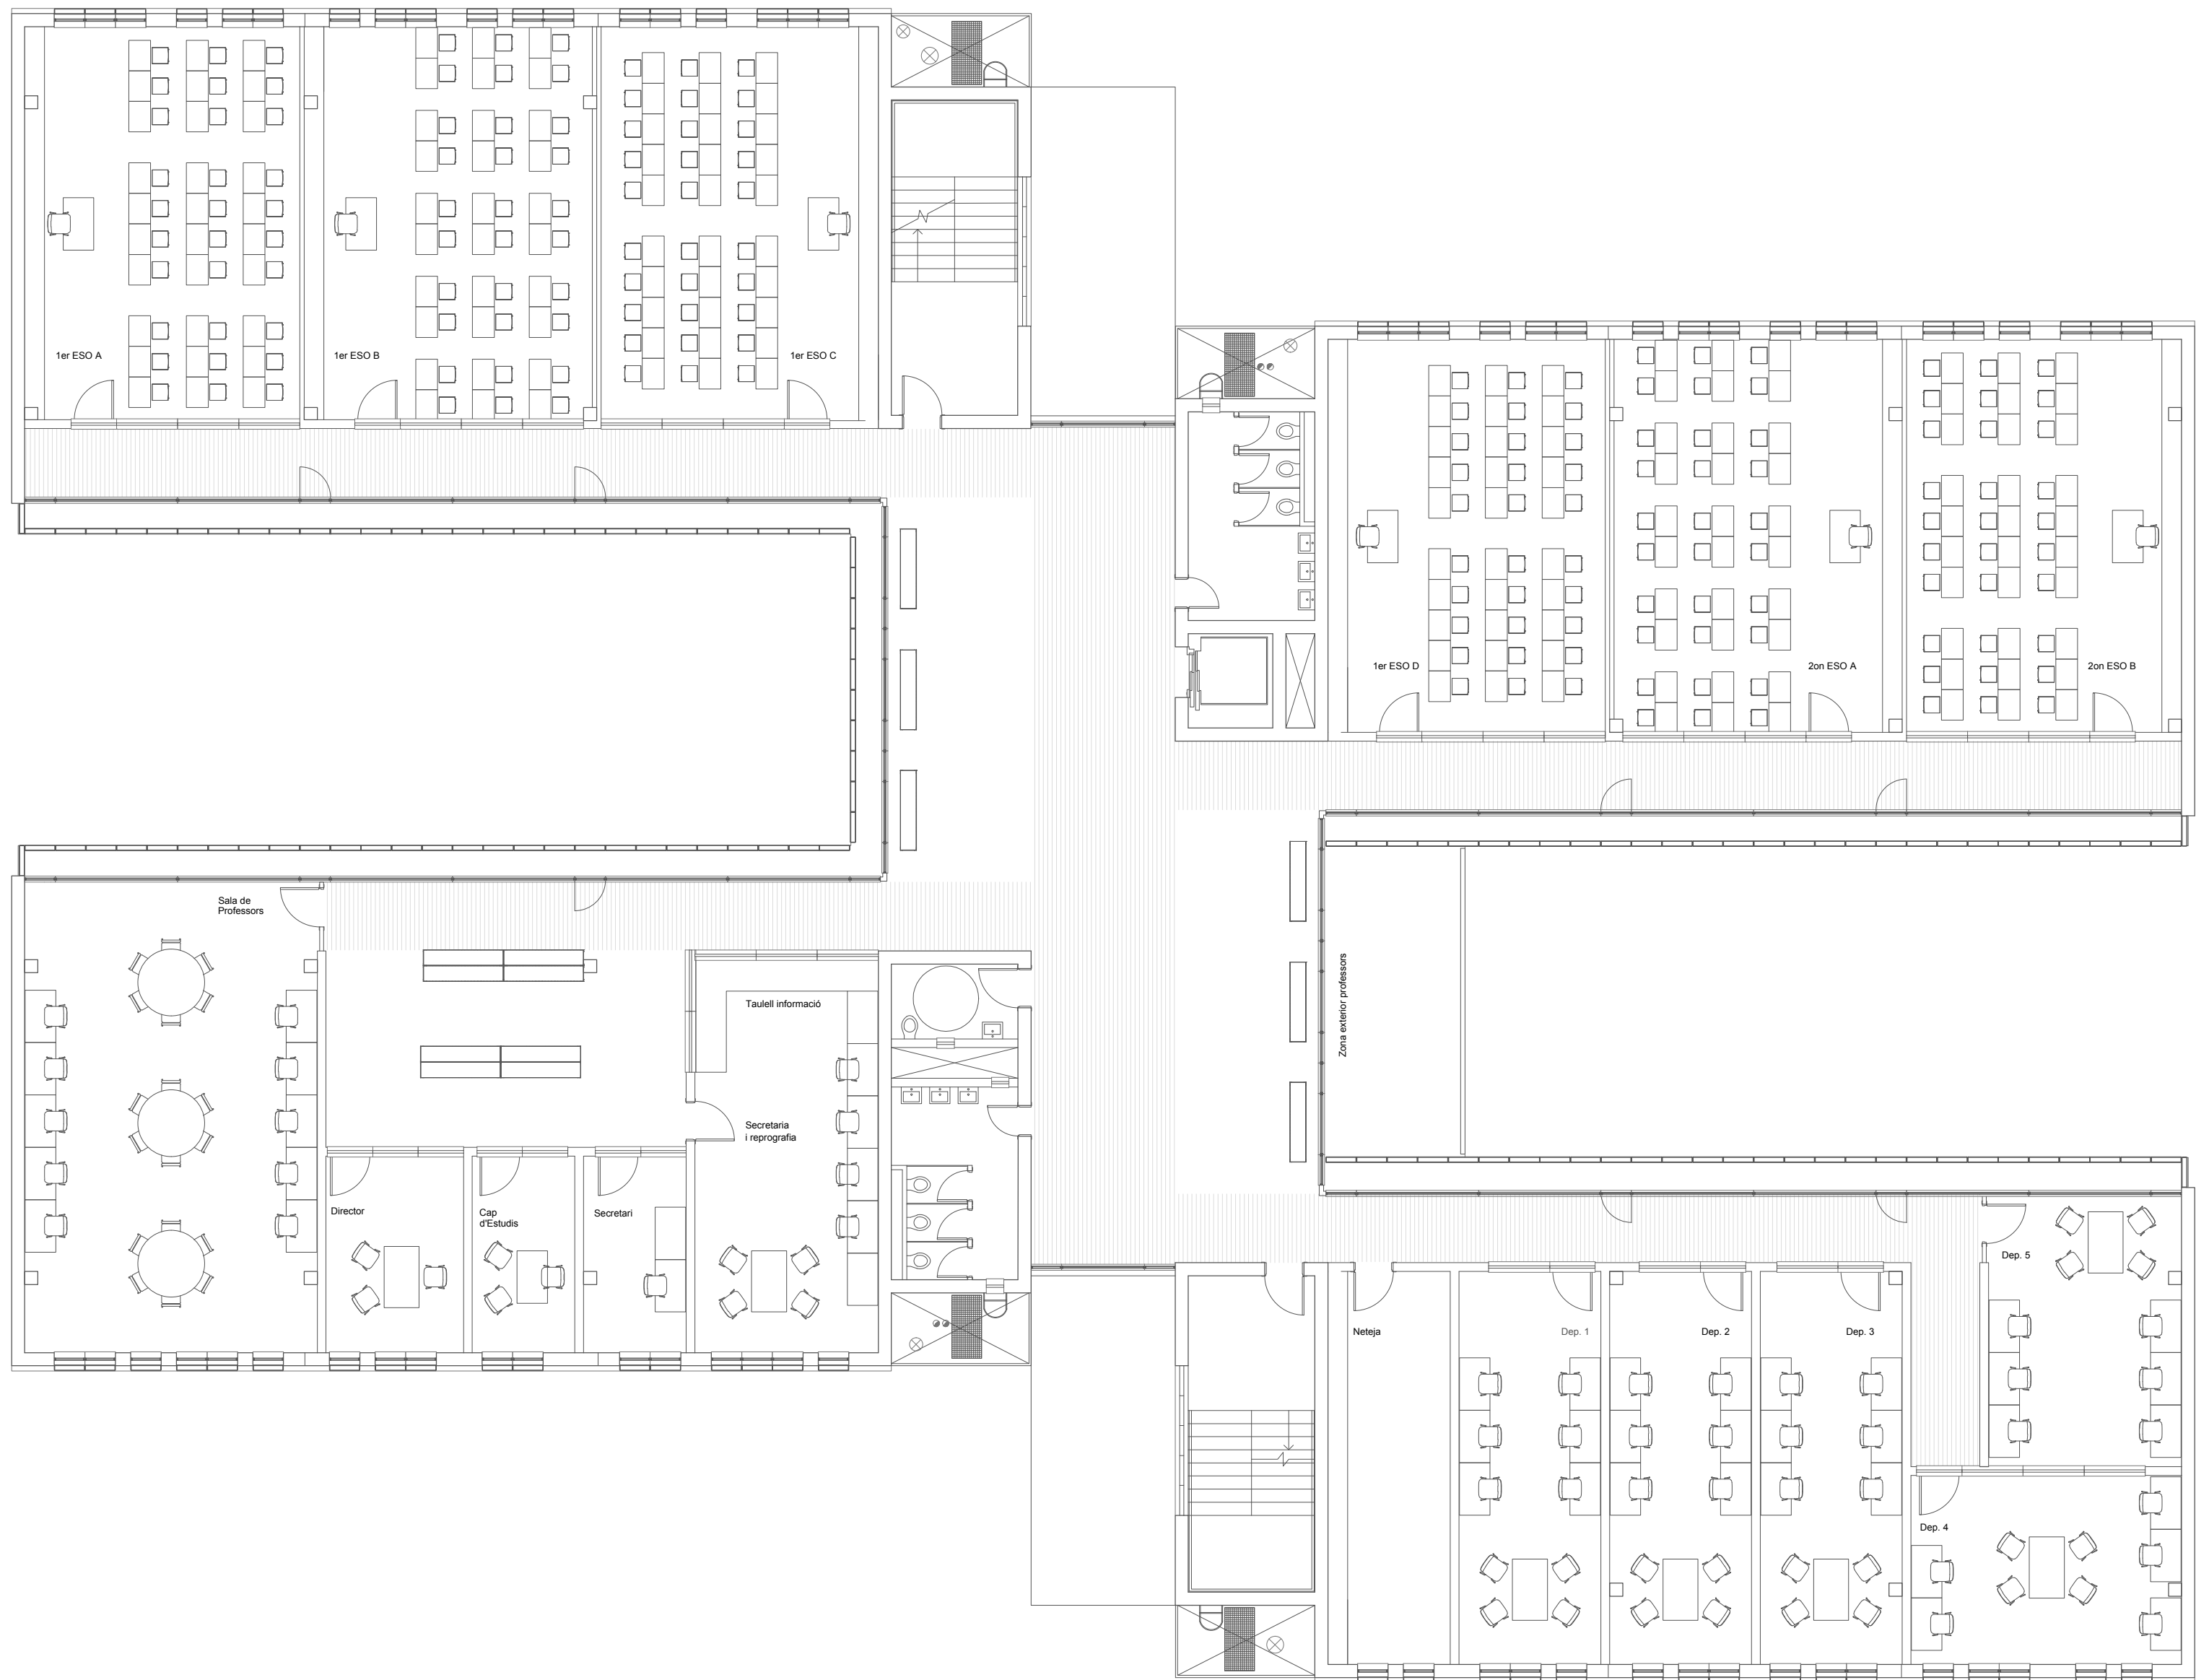 1er ESO A
1er ESO B
1er ESO C
1er ESO D
2on ESO A
2on ESO B
Sala de
Professors
Taulell informació
Zona exterior professors
Secretaria
i reprografia
Director
Cap
d'Estudis
Secretari
Dep. 5
Neteja
Dep. 1
Dep. 2
Dep. 3
Dep. 4